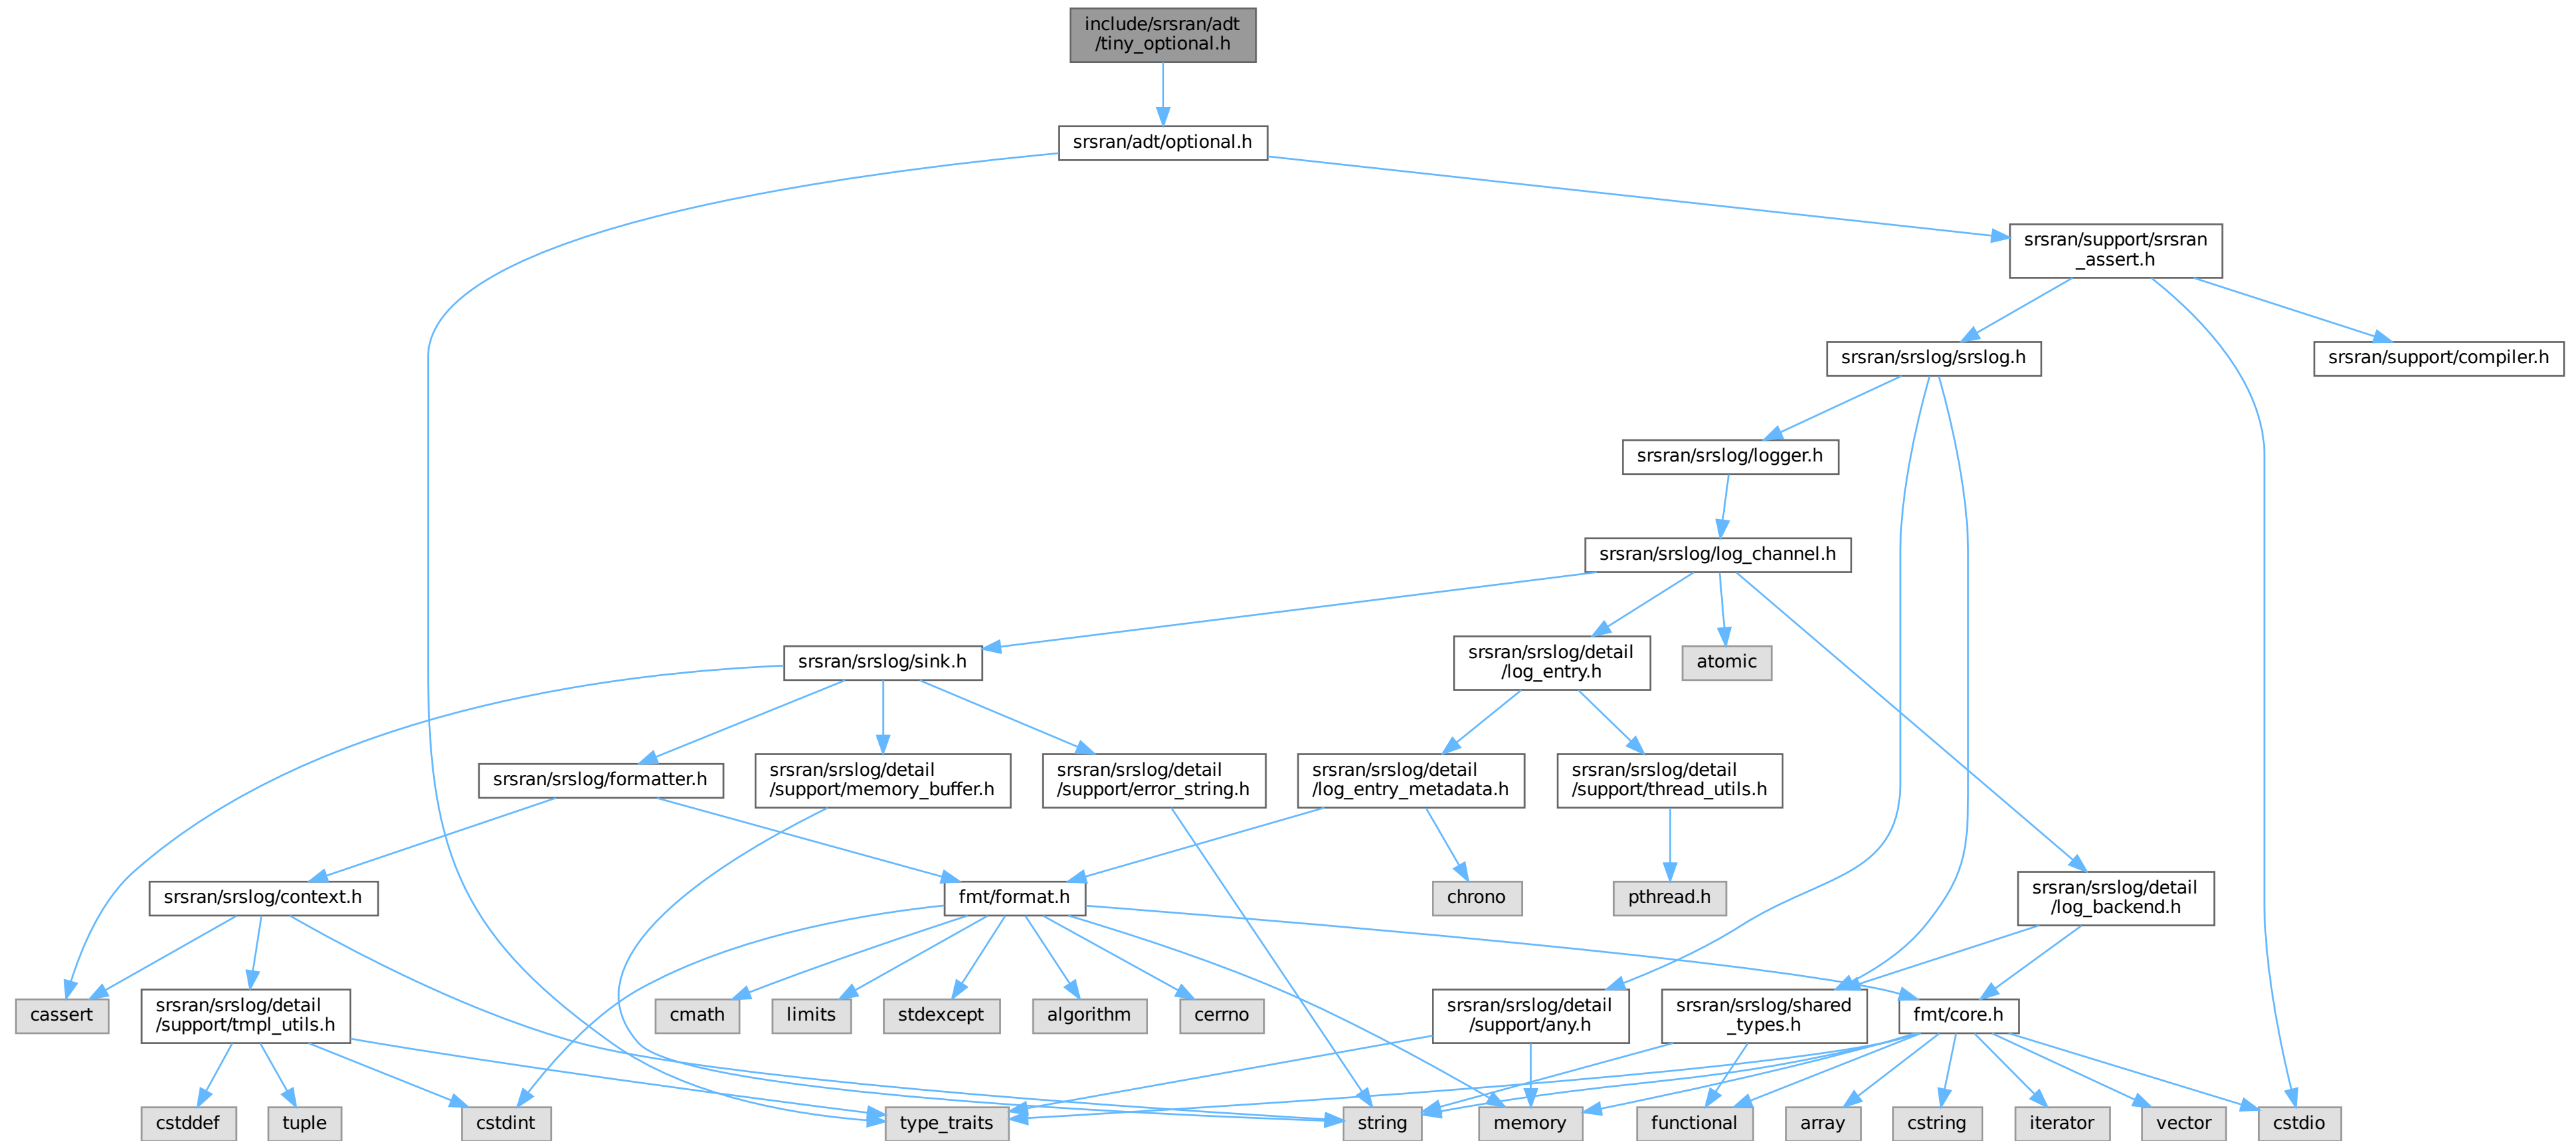 include/srsran/adt
/tiny_optional.h
srsran/adt/optional.h
srsran/support/srsran
_assert.h
srsran/srslog/srslog.h
srsran/support/compiler.h
srsran/srslog/logger.h
srsran/srslog/log_channel.h
srsran/srslog/sink.h
srsran/srslog/detail
/log_entry.h
atomic
srsran/srslog/formatter.h
srsran/srslog/detail
/support/memory_buffer.h
srsran/srslog/detail
/support/error_string.h
srsran/srslog/detail
/log_entry_metadata.h
srsran/srslog/detail
/support/thread_utils.h
srsran/srslog/context.h
fmt/format.h
chrono
pthread.h
srsran/srslog/detail
/log_backend.h
cassert
srsran/srslog/detail
/support/tmpl_utils.h
cmath
limits
stdexcept
algorithm
cerrno
srsran/srslog/detail
/support/any.h
srsran/srslog/shared
_types.h
fmt/core.h
cstddef
tuple
cstdint
type_traits
string
memory
functional
array
cstring
iterator
vector
cstdio